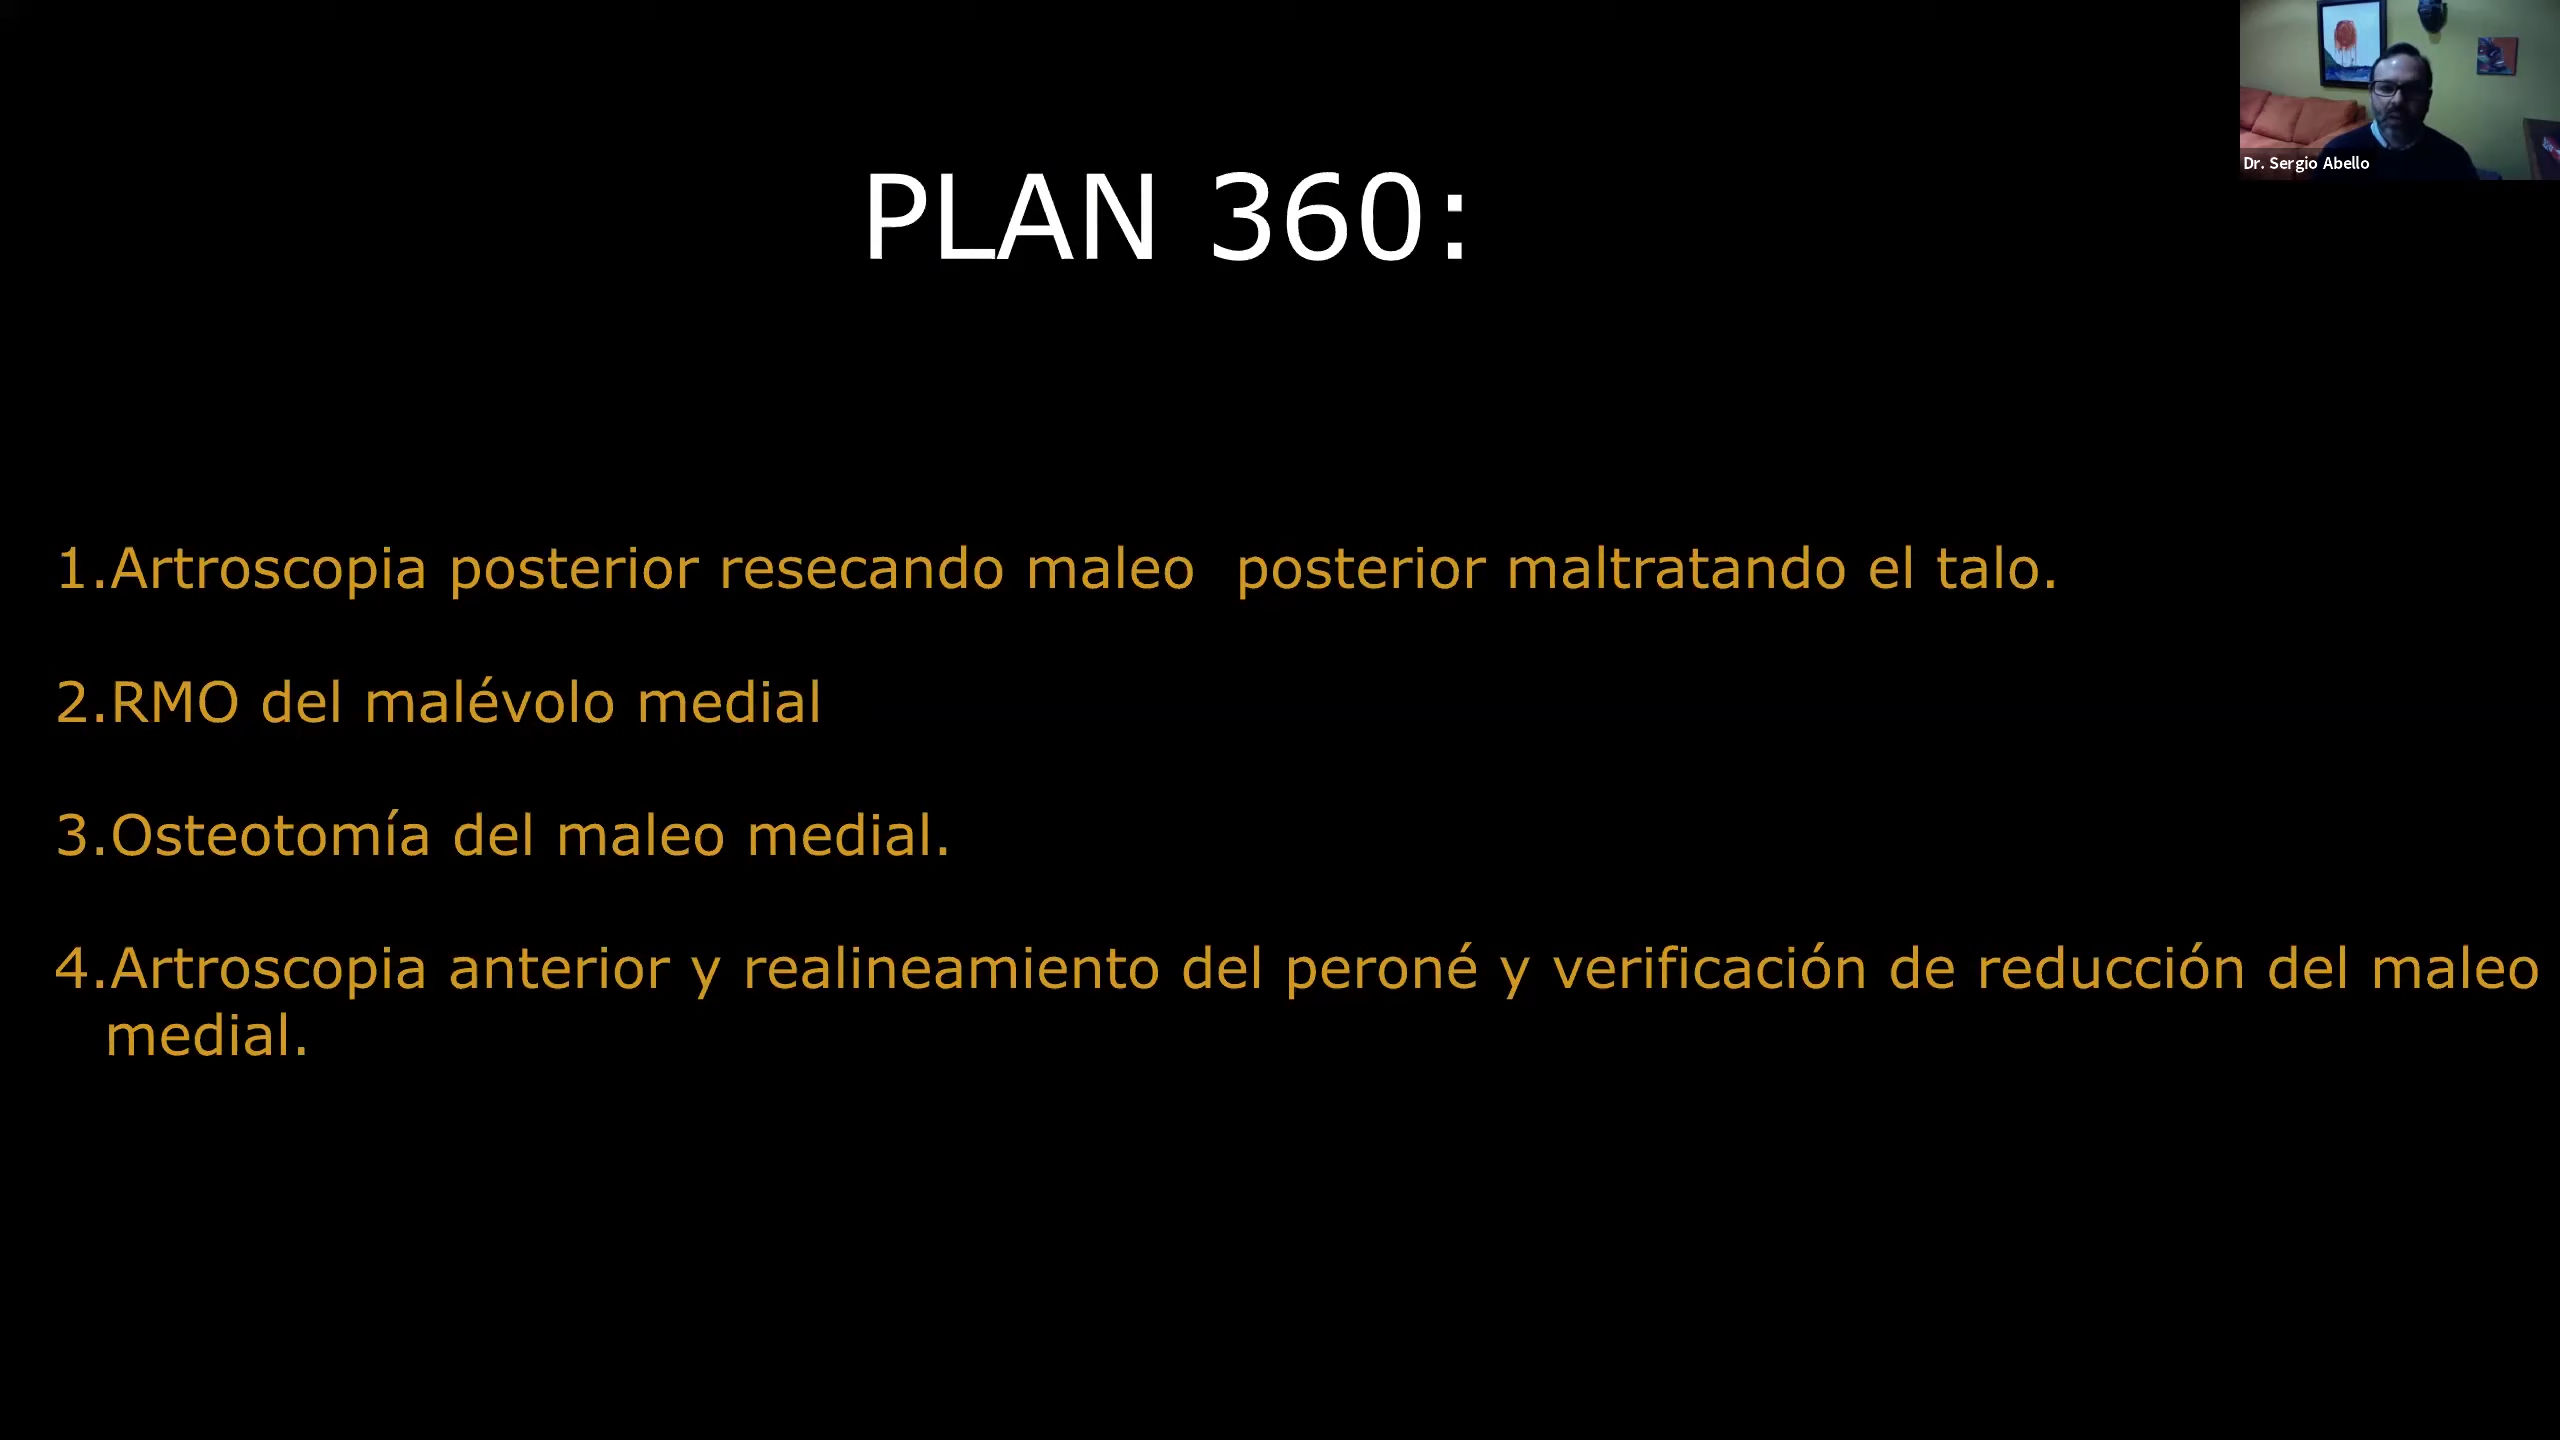 PLAN 360:
Dr. Sergio Abello
1.Artroscopia posterior resecando maleo  posterior maltratando el talo.
2.RMO del malévolo medial
3.Osteotomía del maleo medial.
4.Artroscopia anterior y realineamiento del peroné y verificación de reducción del maleo
medial.